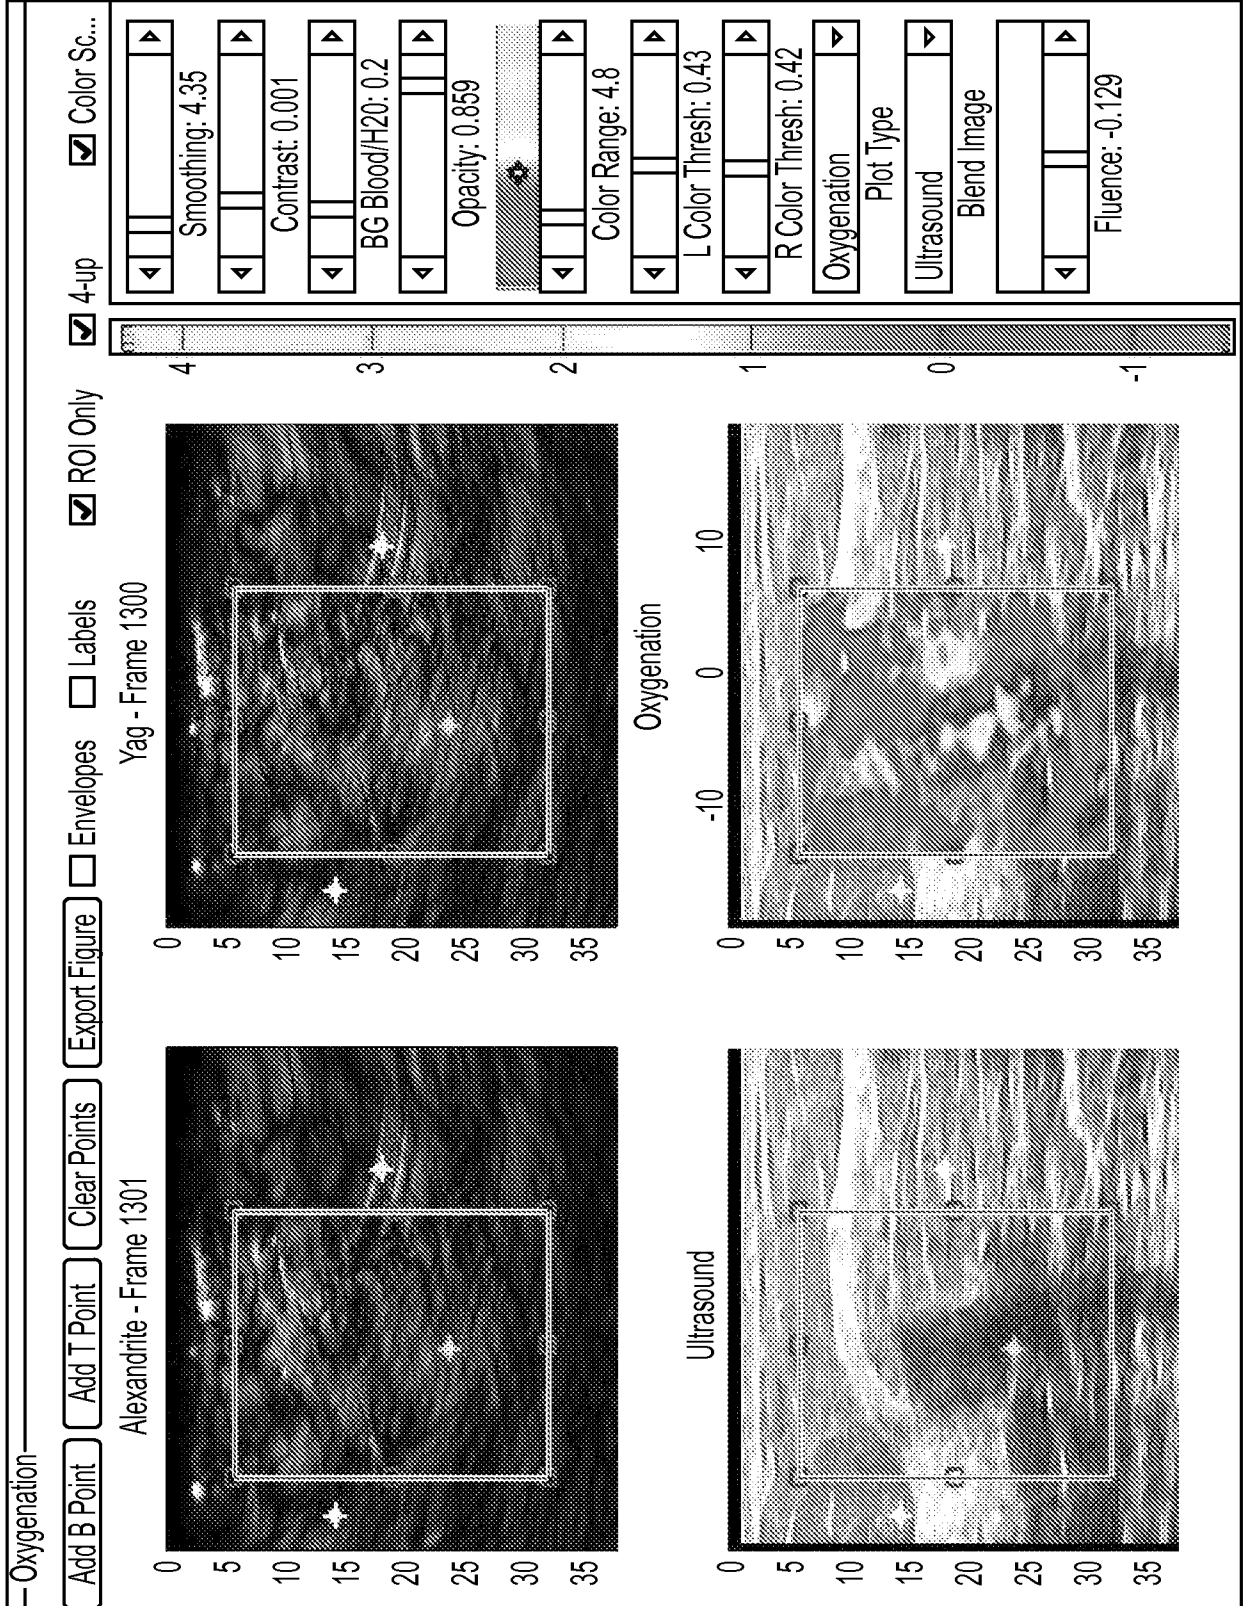 Oxygenation
Add B Point Add T Point Clear Points Export Figure Envelopes Labels ROI Only 4-up Color Sc...
Alexandrite - Frame 1301
0
5
10
15
20
25
30
35
Yag - Frame 1300
0
5
10
15
20
25
30
35
Ultrasound
0
5
10
15
20
25
30
35
Oxygenation
-10 0 10
0
5
10
15
20
25
30
35
4
3
2
1
0
-1
Smoothing: 4.35
Contrast: 0.001
BG Blood/H20: 0.2
Opacity: 0.859
Color Range: 4.8
L Color Thresh: 0.43
R Color Thresh: 0.42
Oxygenation
Plot Type
Ultrasound
Blend Image
Fluence: -0.129